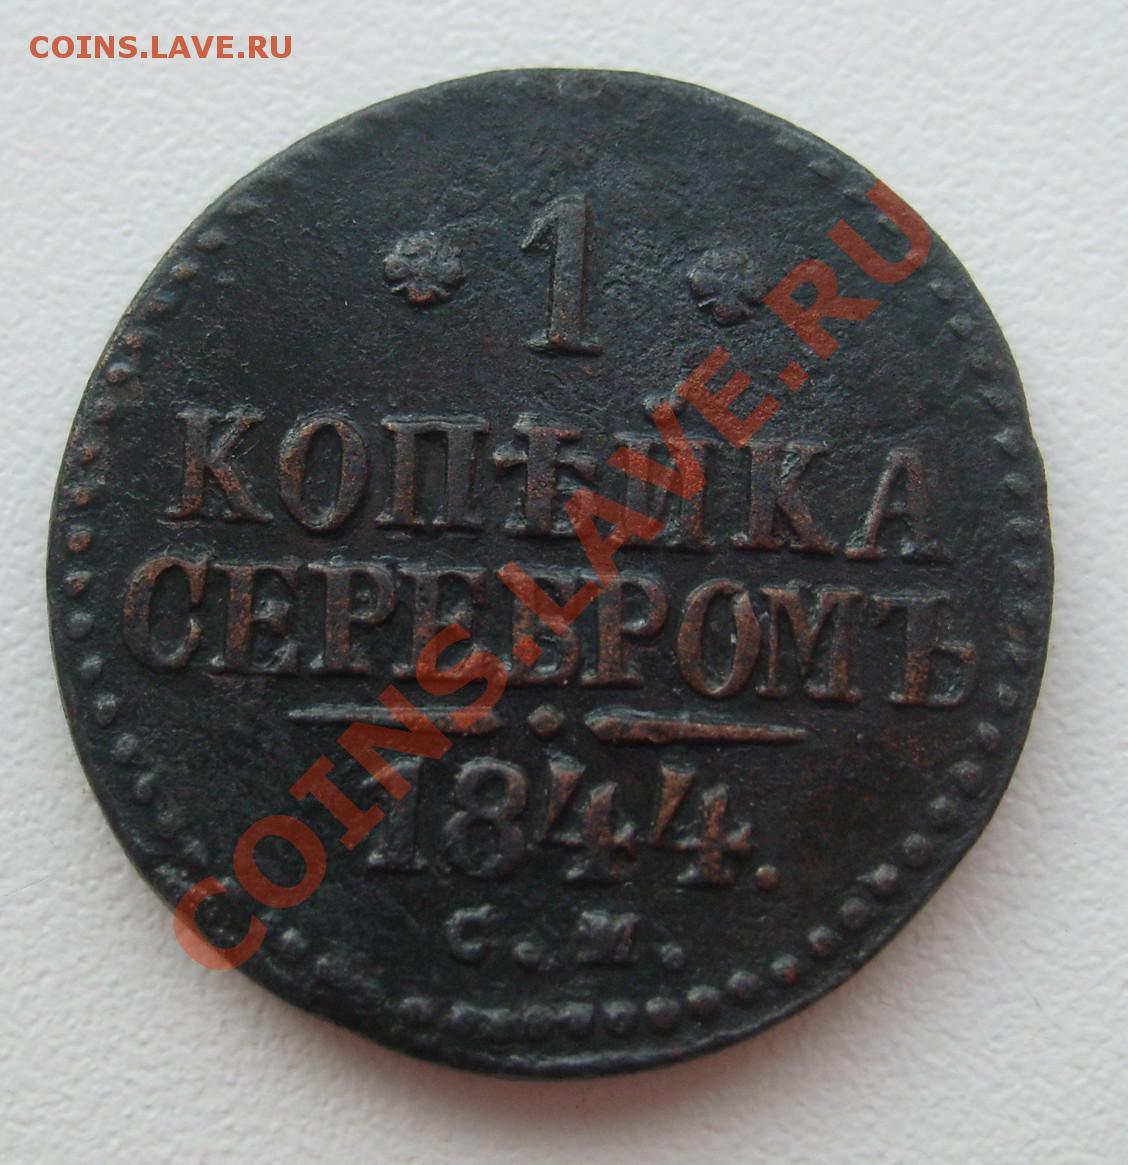 COINS.LAVE.RU
1
КОПѢЙКА
СЕРЕБРОМЪ
1844.
С. М.
COINS.LAVE.RU